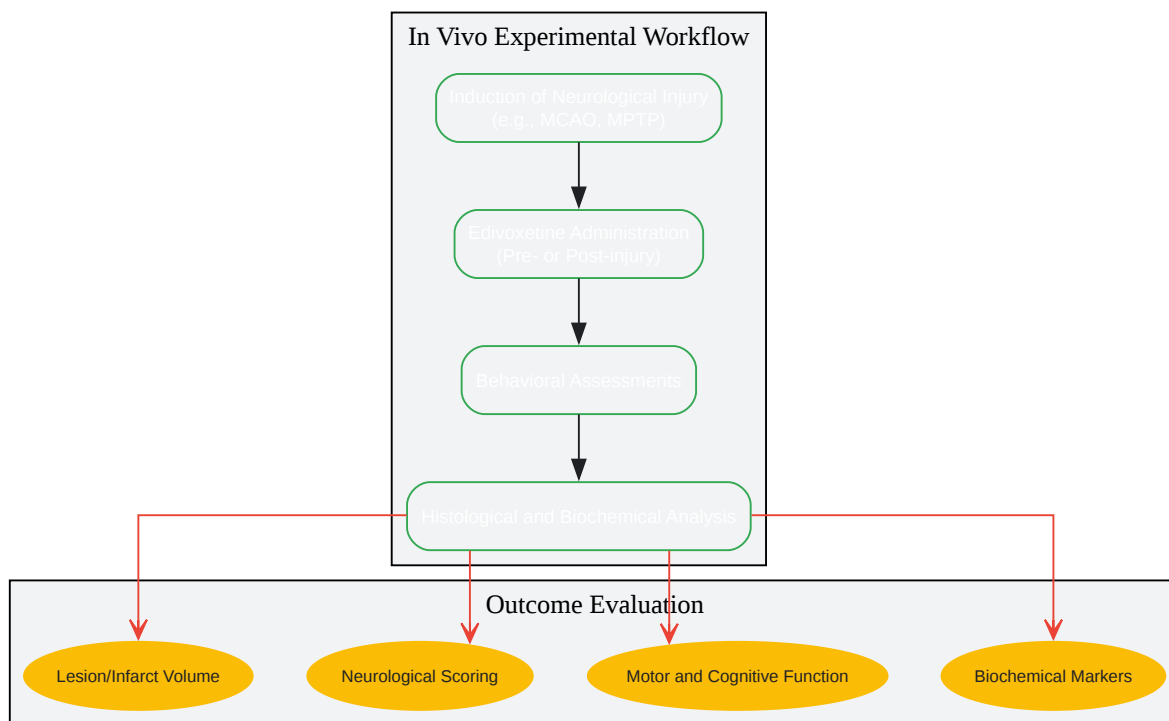 In Vivo Experimental Workflow
Induction of Neurological Injury
(e.g., MCAO, MPTP)
Edivoxetine Administration
(Pre- or Post-injury)
Behavioral Assessments
Histological and Biochemical Analysis
Outcome Evaluation
Lesion/Infarct Volume
Neurological Scoring
Motor and Cognitive Function
Biochemical Markers